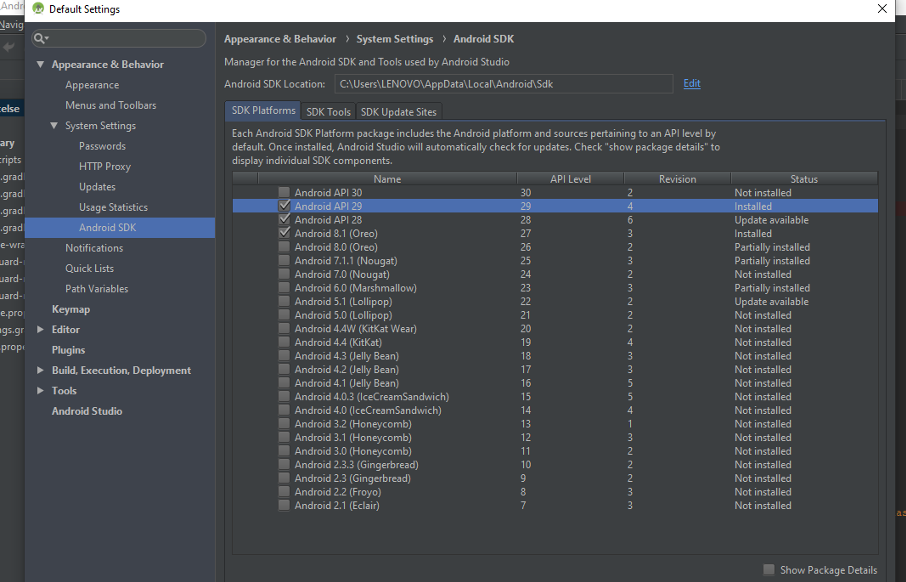 Default Settings
Andr
Navig
else
ary
ripts
.gradl
.gradl
.gradl
e-wra
uard-r
uard-r
e.prop
ngs.gr
.prope
Appearance & Behavior
Appearance
Menus and Toolbars
System Settings
Passwords
HTTP Proxy
Updates
Usage Statistics
Android SDK
Notifications
Quick Lists
Path Variables
Keymap
Editor
Plugins
Build, Execution, Deployment
Tools
Android Studio
Appearance & Behavior › System Settings › Android SDK
Manager for the Android SDK and Tools used by Android Studio
Android SDK Location: C:\Users\LENOVO\AppData\Local\Android\Sdk Edit
SDK Platforms SDK Tools SDK Update Sites
Each Android SDK Platform package includes the Android platform and sources pertaining to an API level by
default. Once installed, Android Studio will automatically check for updates. Check "show package details" to
display individual SDK components.
Name API Level Revision Status
Android API 30 30 2 Not installed
Android API 29 29 4 Installed
Android API 28 28 6 Update available
Android 8.1 (Oreo) 27 3 Installed
Android 8.0 (Oreo) 26 2 Partially installed
Android 7.1.1 (Nougat) 25 3 Partially installed
Android 7.0 (Nougat) 24 2 Not installed
Android 6.0 (Marshmallow) 23 3 Partially installed
Android 5.1 (Lollipop) 22 2 Update available
Android 5.0 (Lollipop) 21 2 Not installed
Android 4.4W (KitKat Wear) 20 2 Not installed
Android 4.4 (KitKat) 19 4 Not installed
Android 4.3 (Jelly Bean) 18 3 Not installed
Android 4.2 (Jelly Bean) 17 3 Not installed
Android 4.1 (Jelly Bean) 16 5 Not installed
Android 4.0.3 (IceCreamSandwich) 15 5 Not installed
Android 4.0 (IceCreamSandwich) 14 4 Not installed
Android 3.2 (Honeycomb) 13 1 Not installed
Android 3.1 (Honeycomb) 12 3 Not installed
Android 3.0 (Honeycomb) 11 2 Not installed
Android 2.3.3 (Gingerbread) 10 2 Not installed
Android 2.3 (Gingerbread) 9 2 Not installed
Android 2.2 (Froyo) 8 3 Not installed
Android 2.1 (Eclair) 7 3 Not installed
Show Package Details
as